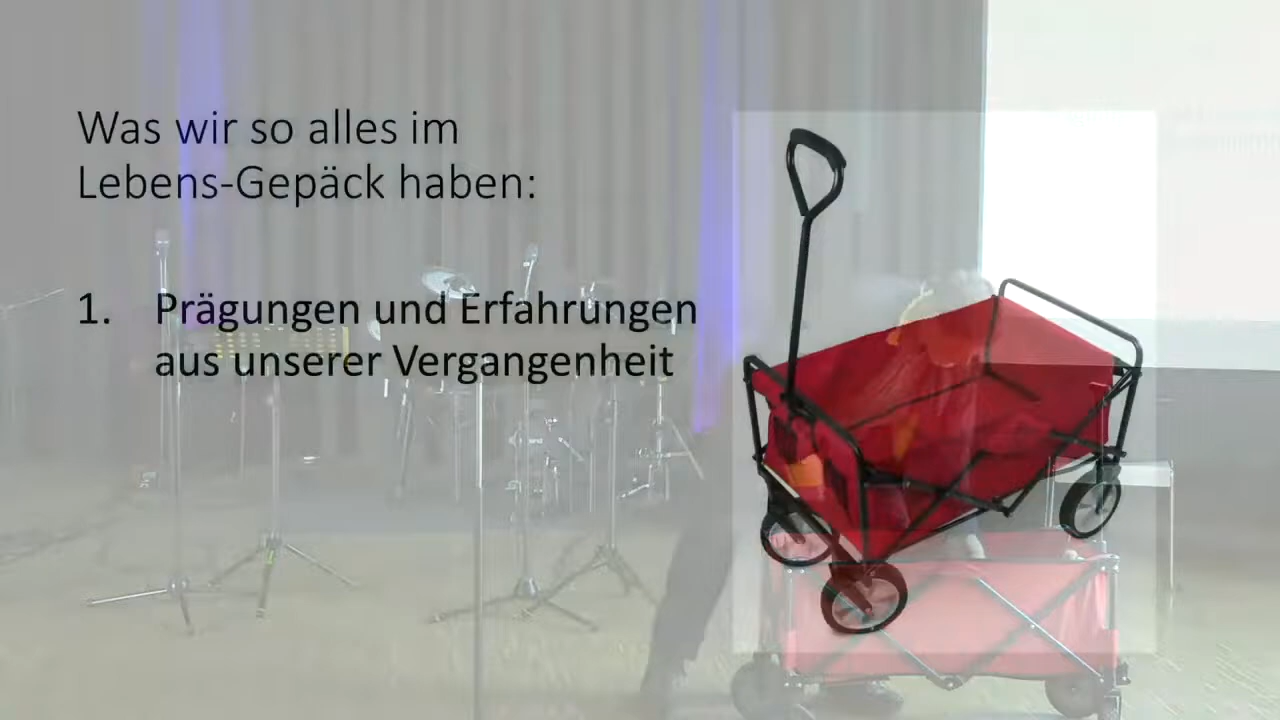 Was wir so alles im
Lebens-Gepäck haben:
1. Prägungen und Erfahrungen
aus unserer Vergangenheit